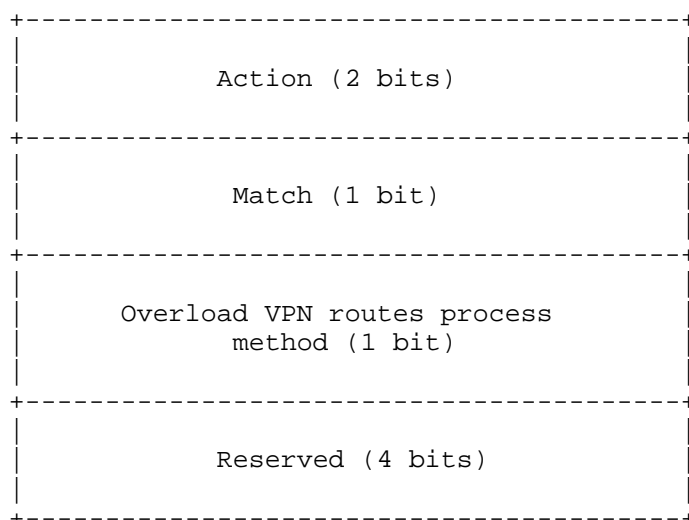 Action (2 bits)
Match (1 bit)
Overload VPN routes process
method (1 bit)
Reserved (4 bits)